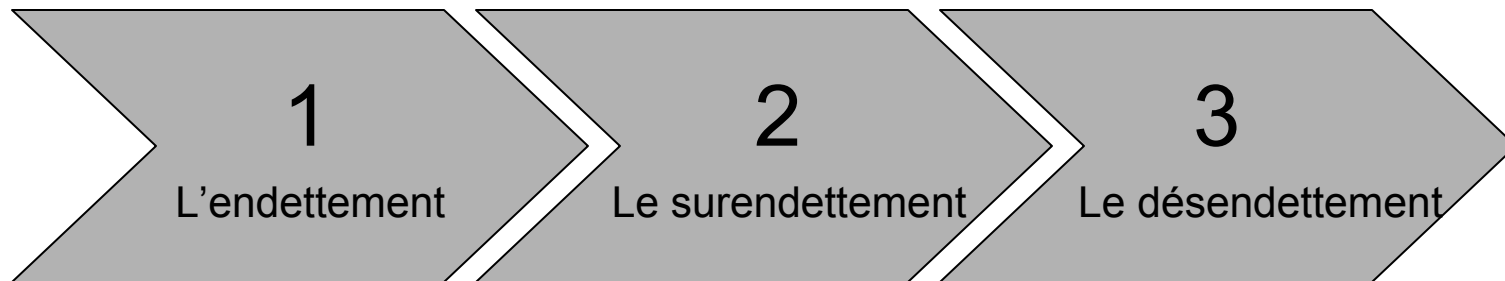 1
L’endettement
2
Le surendettement
3
Le désendettement